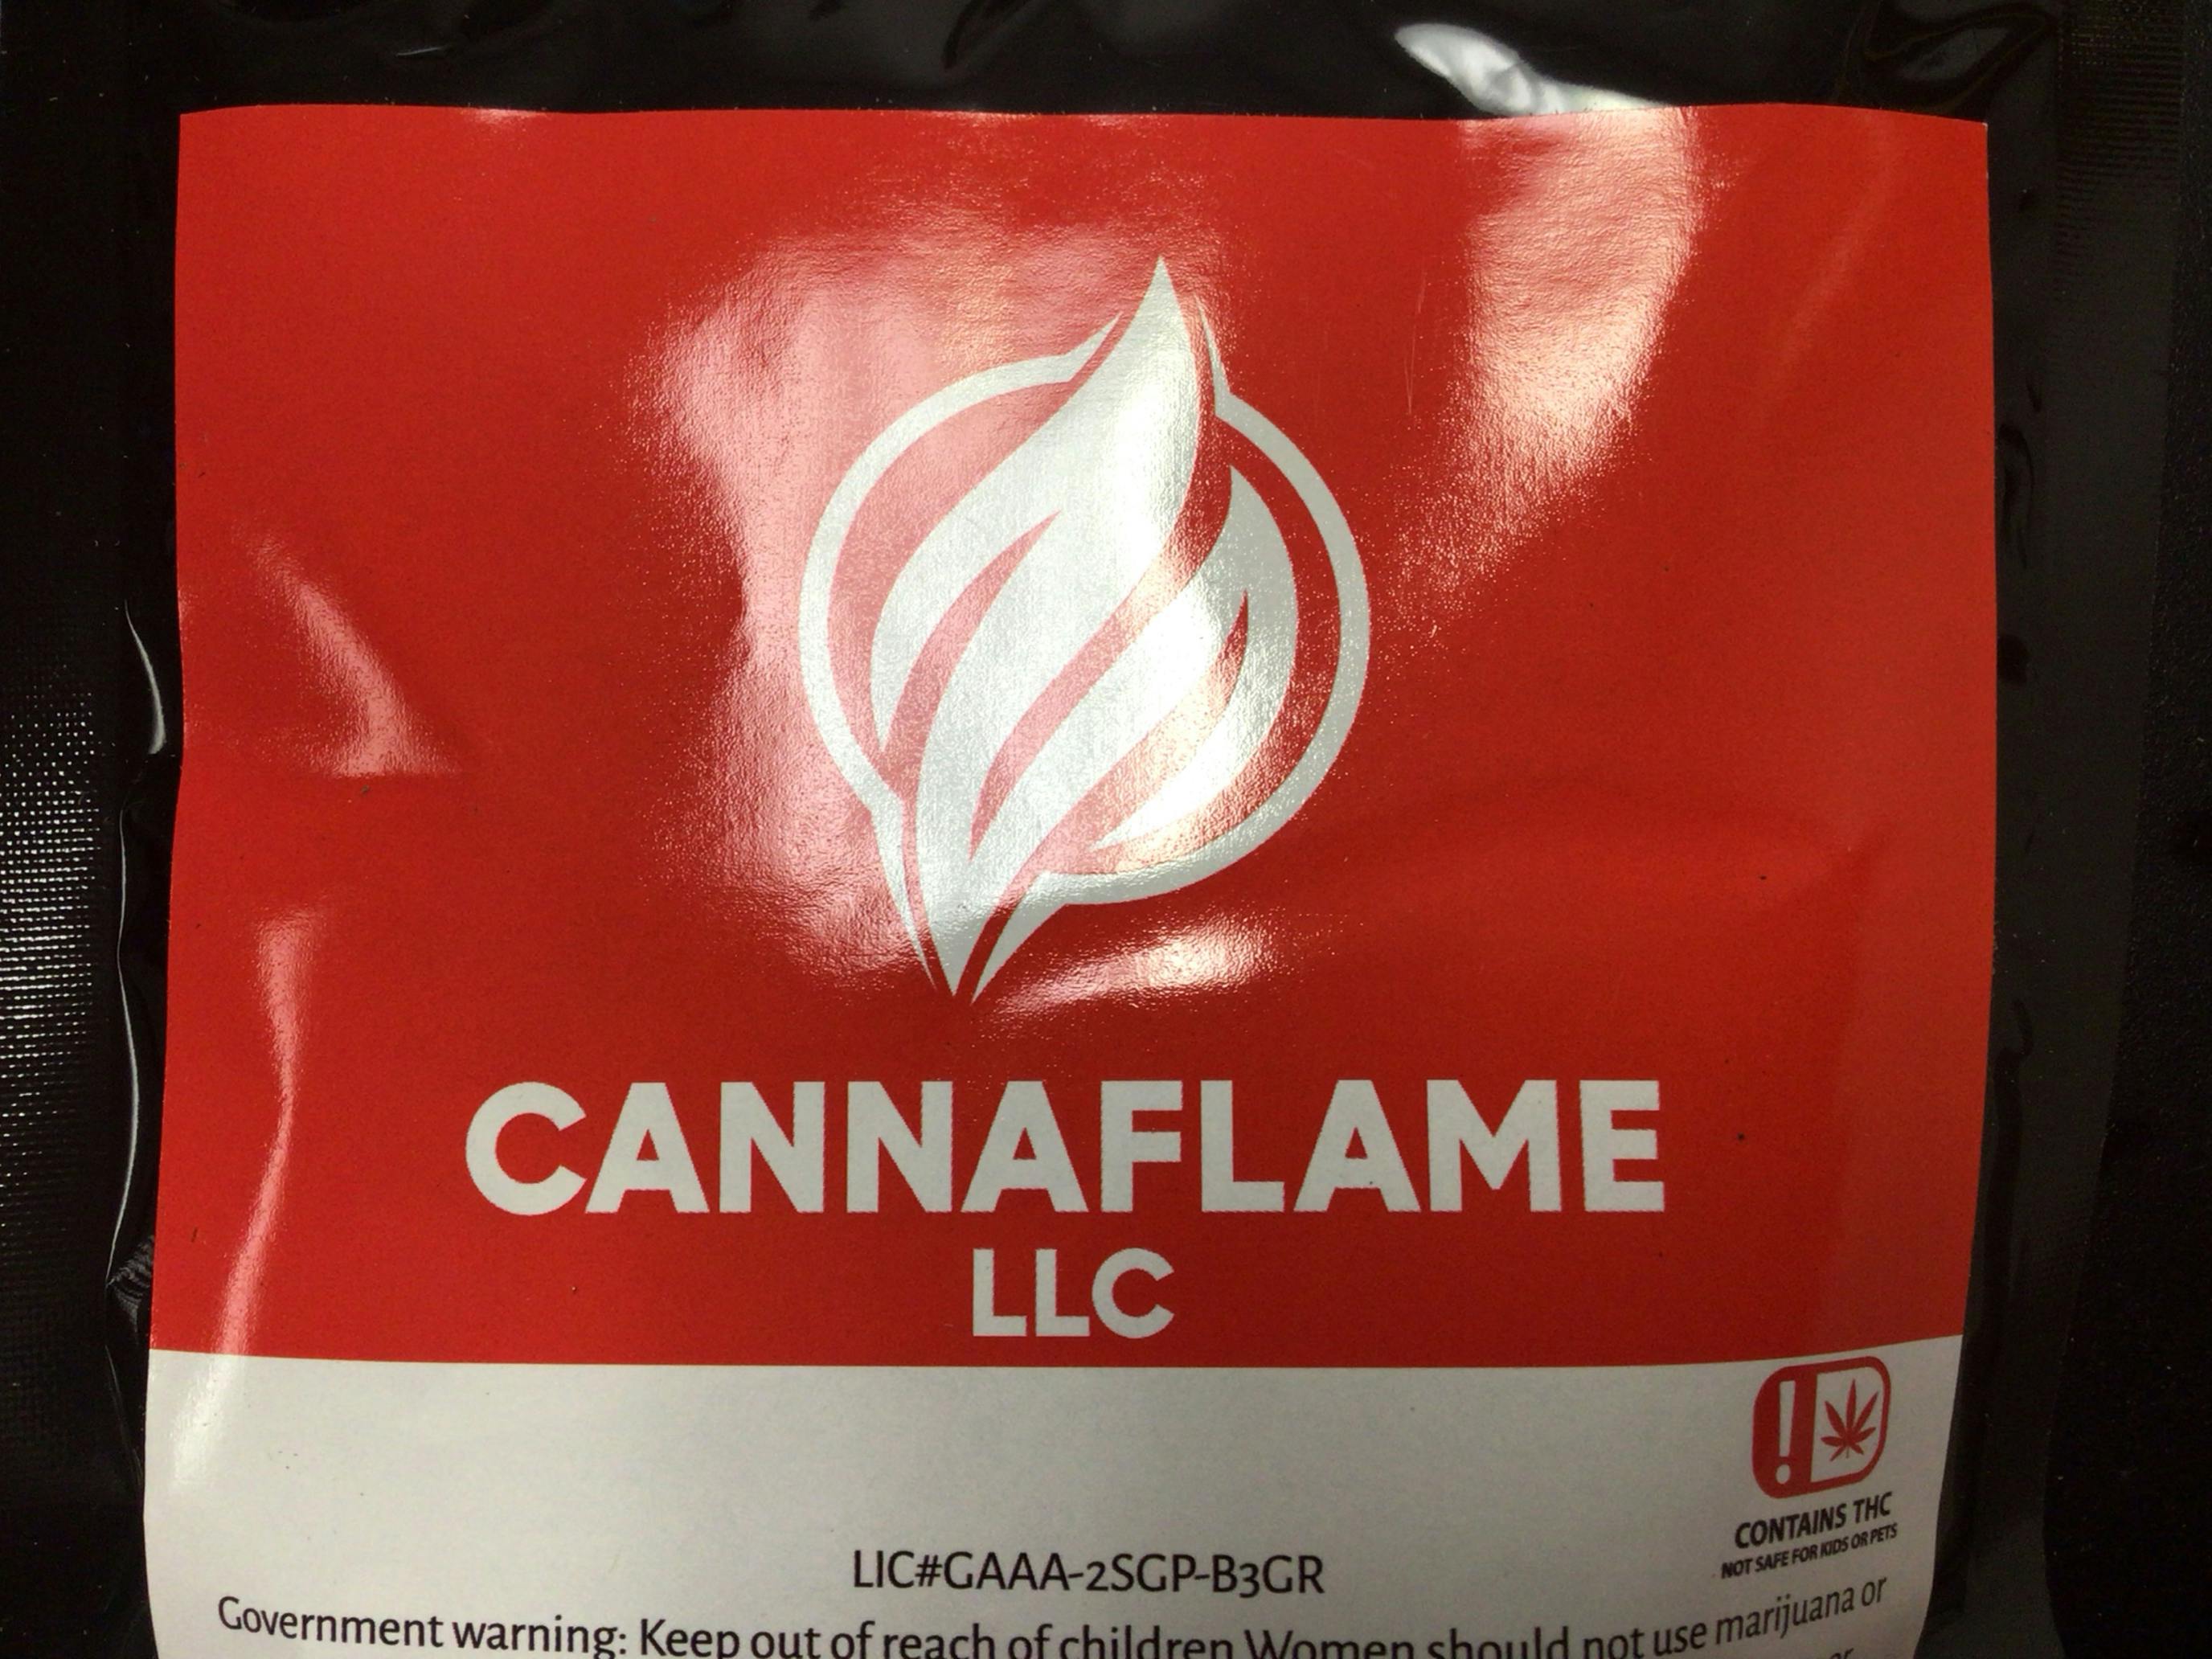 CANNAFLAME
LLC
CONTAINS THC
NOT SAFE FOR KIDS OR PETS
LIC#GAAA-2SGP-B3GR
Government warning: Keep out of reach of children Women should not use marijuana or
or